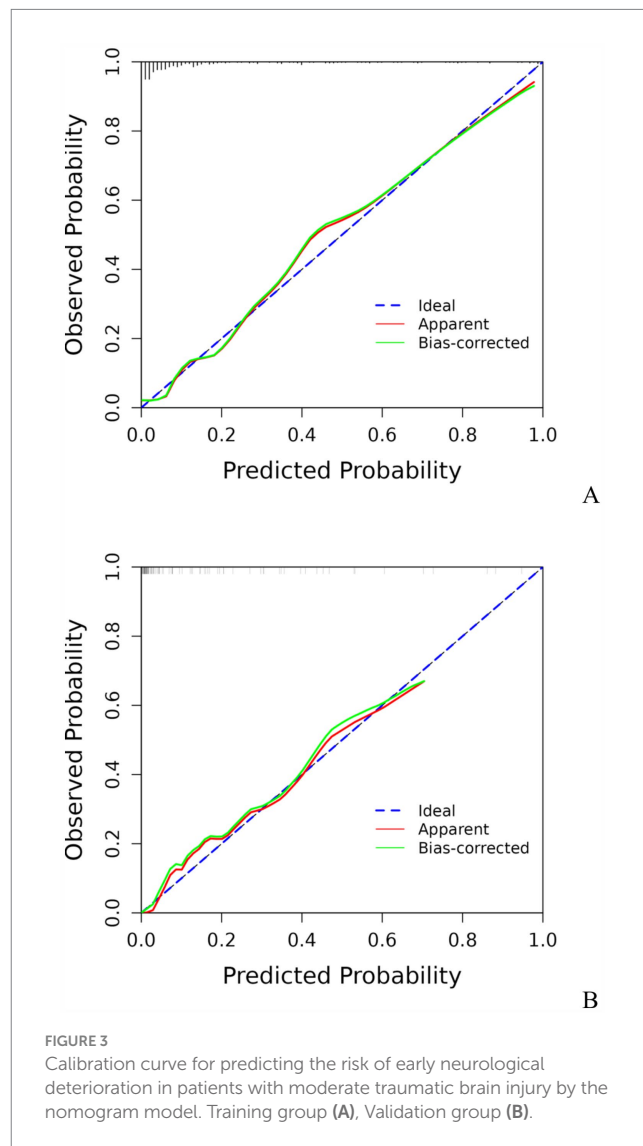 1.0
0.8
0.6
0.4
0.2
0.0
Observed Probability
Ideal
Apparent
Bias-corrected
0.0 0.2 0.4 0.6 0.8 1.0
Predicted Probability
A
1.0
0.8
0.6
0.4
0.2
0.0
Observed Probability
Ideal
Apparent
Bias-corrected
0.0 0.2 0.4 0.6 0.8 1.0
Predicted Probability
B
FIGURE 3
Calibration curve for predicting the risk of early neurological
deterioration in patients with moderate traumatic brain injury by the
nomogram model. Training group (A), Validation group (B).